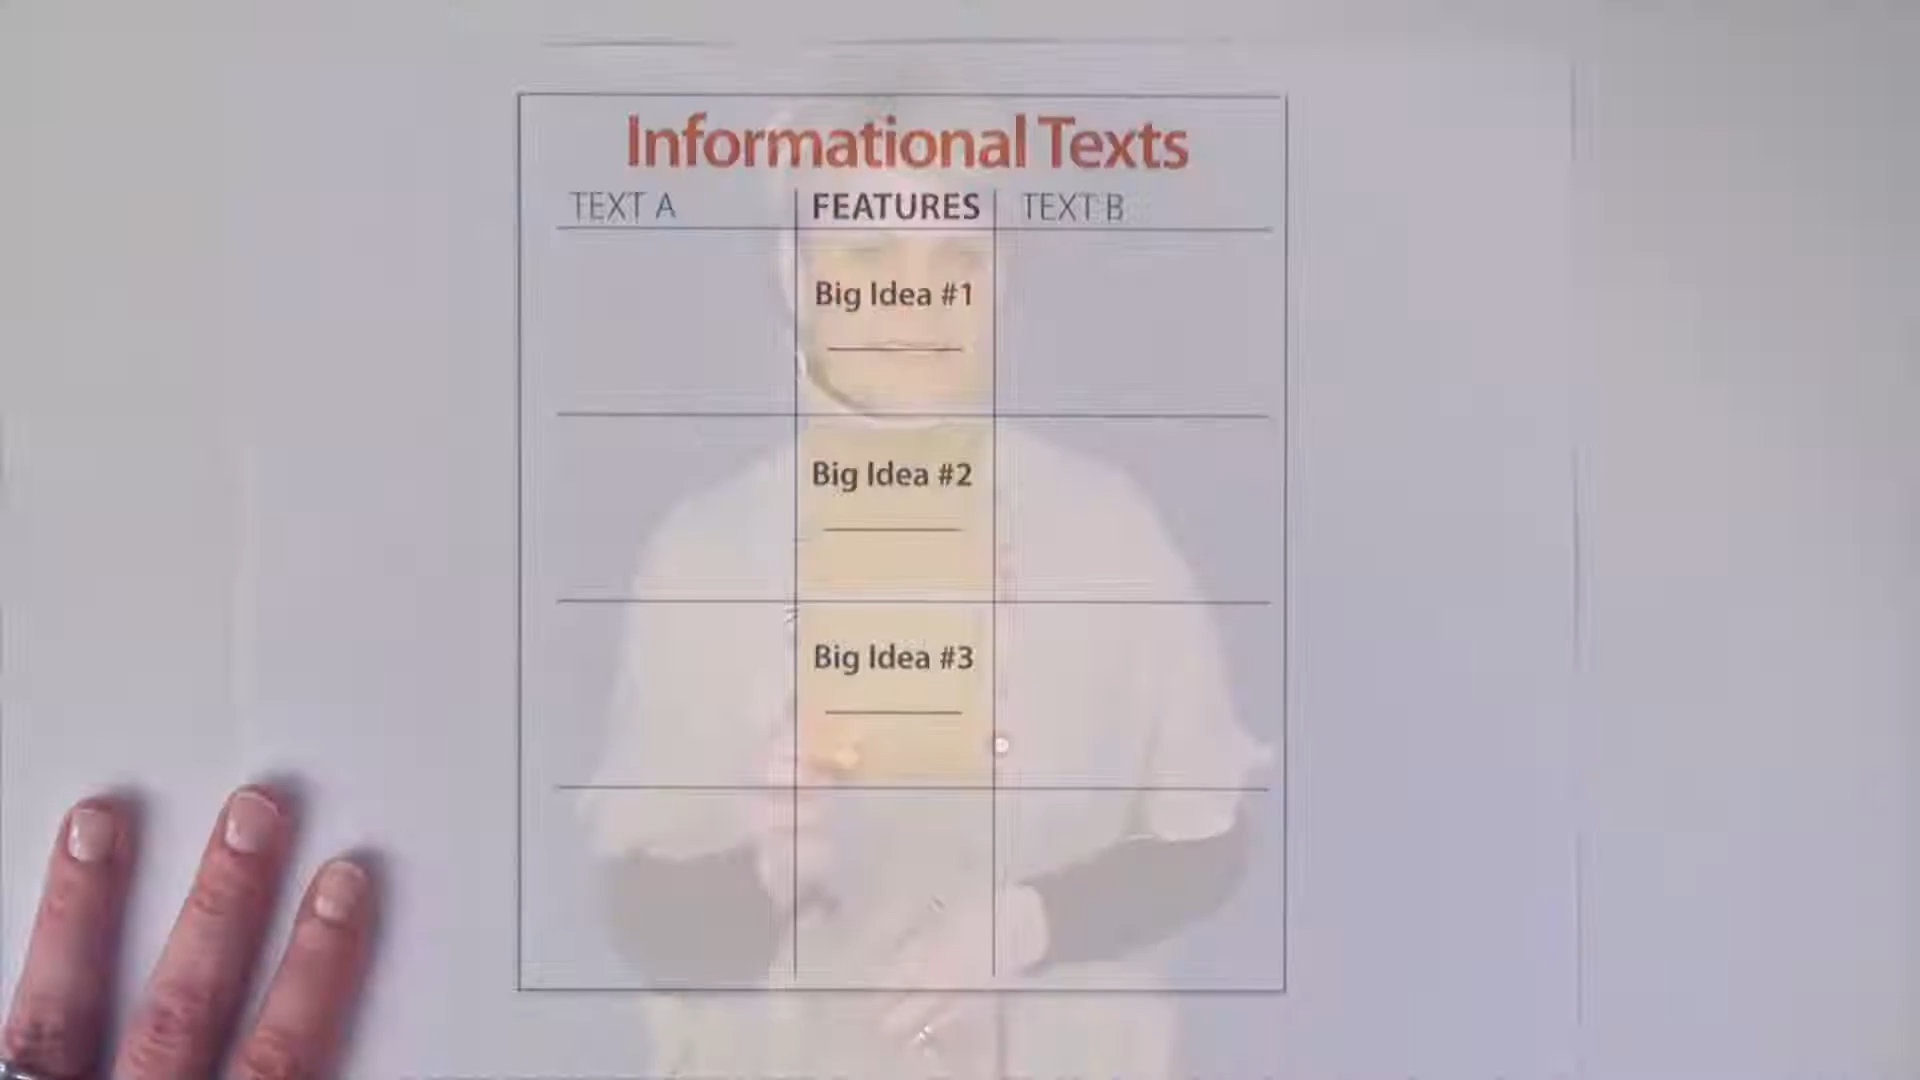 Informational Texts
TEXT A FEATURES TEXT B
Big Idea #1
Big Idea #2
Big Idea #3